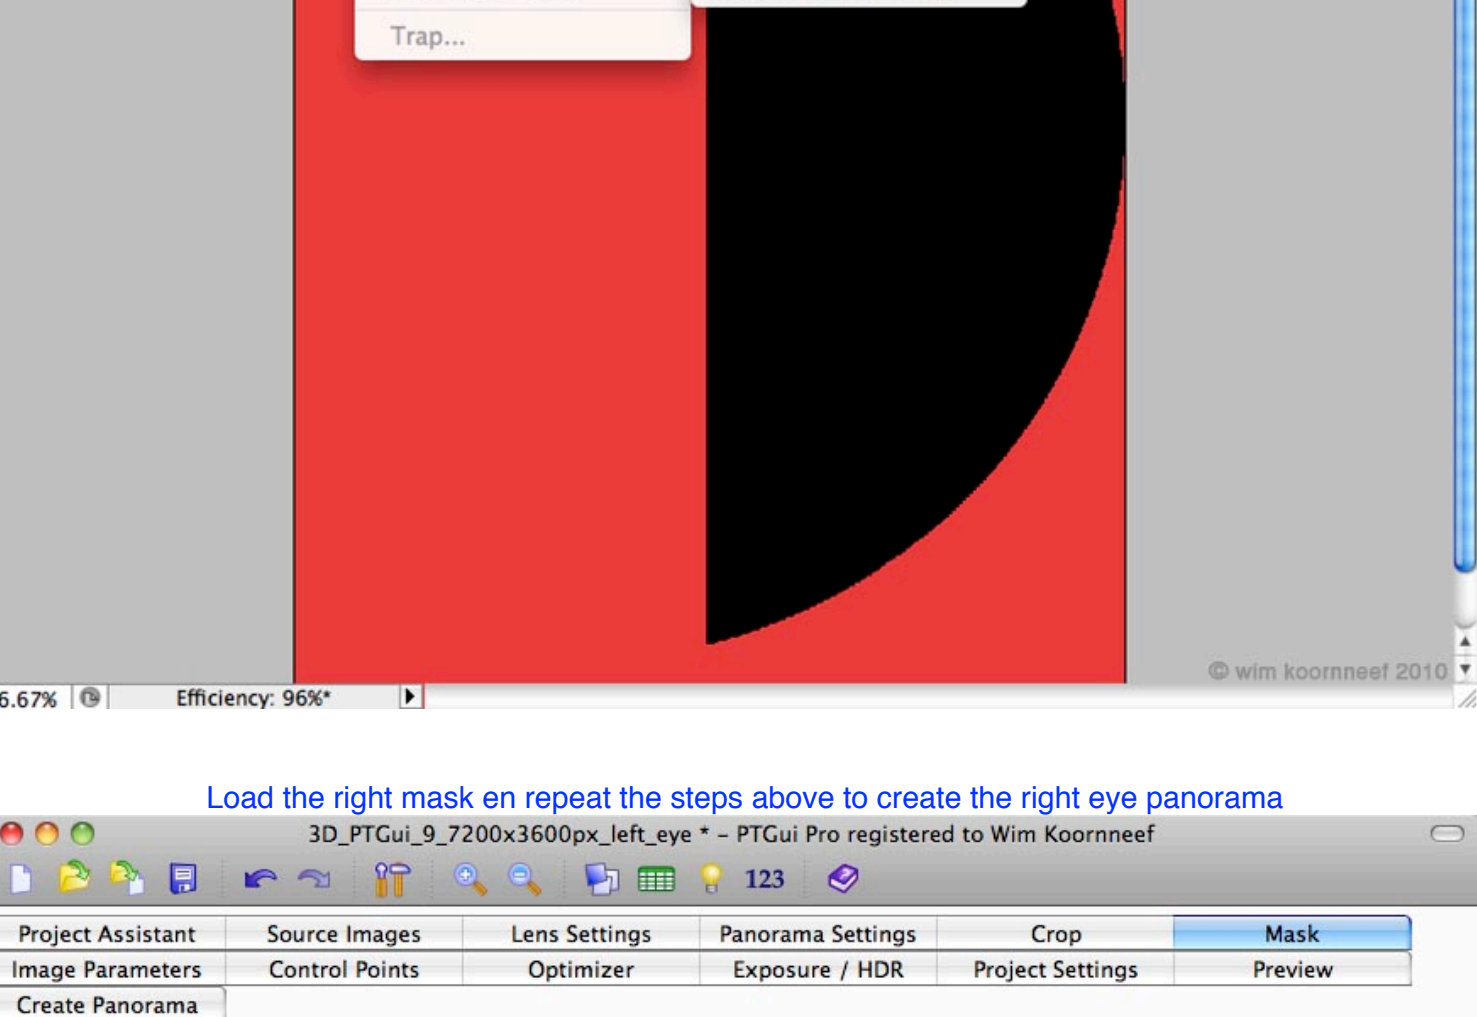 Trap...
© wim koornneef 2010
6.67%
Efficiency: 96%*
Load the right mask en repeat the steps above to create the right eye panorama
3D_PTGui_9_7200x3600px_left_eye * – PTGui Pro registered to Wim Koornneef
123
Project Assistant Source Images Lens Settings Panorama Settings Crop Mask
Image Parameters Control Points Optimizer Exposure / HDR Project Settings Preview
Create Panorama